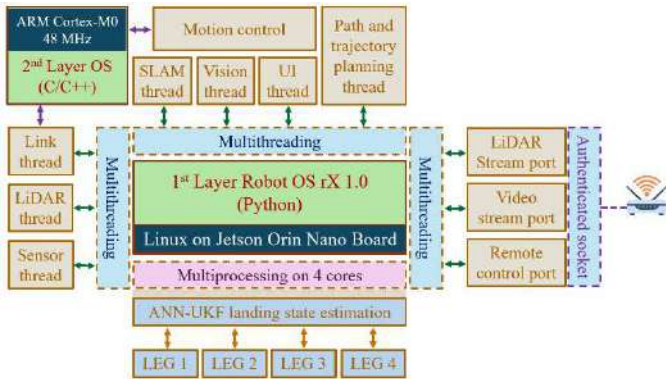 ARM Cortex-M0
48 MHz
2nd Layer OS
(C/C++)
Motion control
SLAM
thread
Vision
thread
UI
thread
Path and
trajectory
planning
thread
Link
thread
LiDAR
thread
Sensor
thread
Multithreading
Multithreading
1st Layer Robot OS rX 1.0
(Python)
Linux on Jetson Orin Nano Board
Multiprocessing on 4 cores
Multithreading
LiDAR
Stream port
Video
stream port
Remote
control port
Authenticated socket
ANN-UKF landing state estimation
LEG 1
LEG 2
LEG 3
LEG 4